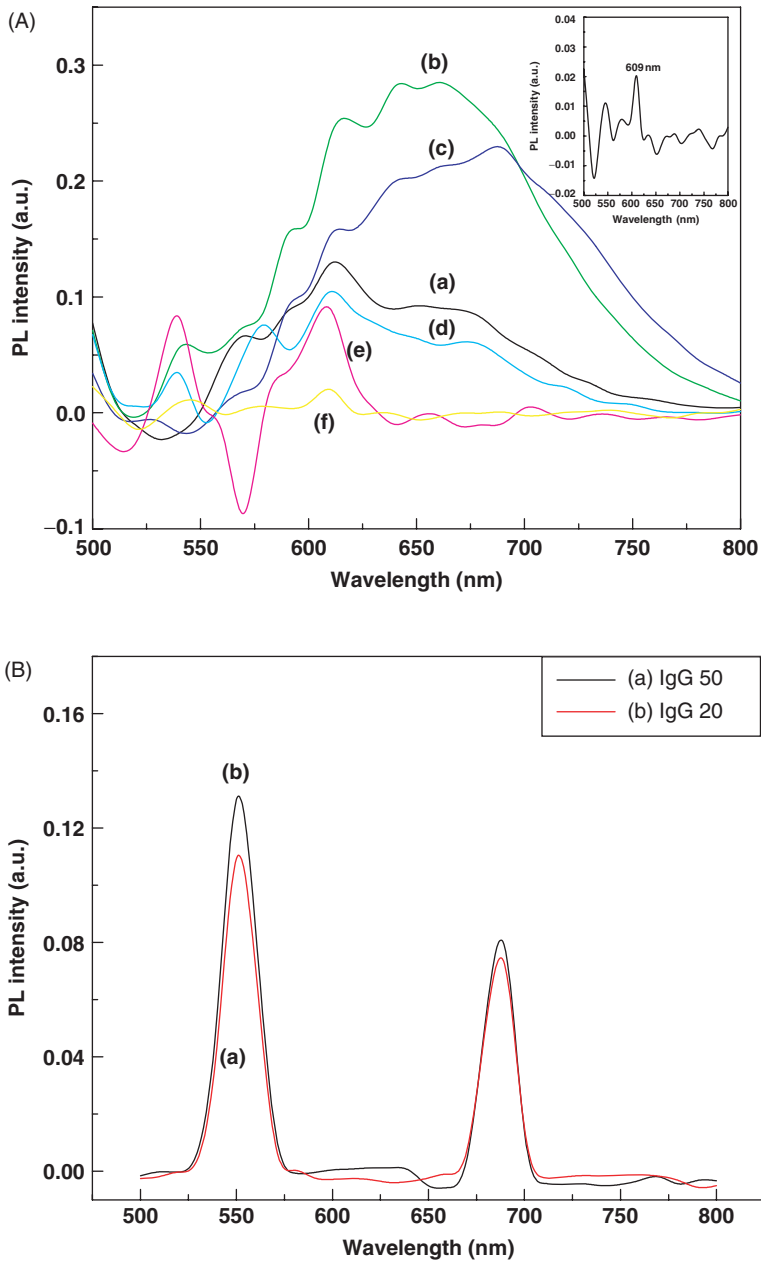 (A)
PL intensity (a.u.)
0.3
0.2
0.1
0.0
−0.1
500 550 600 650 700 750 800
Wavelength (nm)
(b)
(c)
(a)
(d)
(e)
(f)
PL intensity (a.u.)
0.04
0.03
0.02
0.01
0.00
−0.01
−0.02
609 nm
500 550 600 650 700 750 800
Wavelength (nm)
(B)
PL intensity (a.u.)
0.16
0.12
0.08
0.04
0.00
(a) IgG 50
(b) IgG 20
(b)
(a)
500 550 600 650 700 750 800
Wavelength (nm)